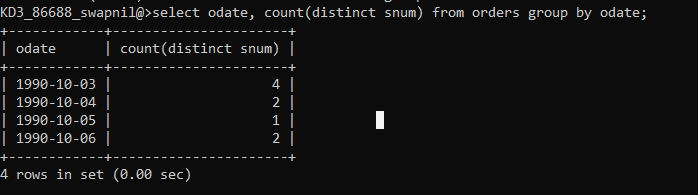 KD3_86688_swapnil@>select odate, count(distinct snum) from orders group by odate;
+------------+----------------------+
| odate      | count(distinct snum) |
+------------+----------------------+
| 1990-10-03 |                    4 |
| 1990-10-04 |                    2 |
| 1990-10-05 |                    1 |
| 1990-10-06 |                    2 |
+------------+----------------------+
4 rows in set (0.00 sec)